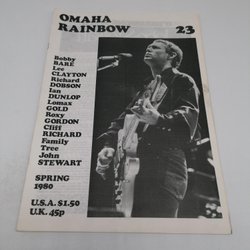 OMAHA
RAINBOW 23
Bobby
BARE
Lee
CLAYTON
Richard
DOBSON
Ian
DUNLOP
Lomax
GOLD
Roxy
GORDON
Cliff
RICHARD
Family
Tree
John
STEWART
SPRING
1980
U.S.A. $1.50
U.K. 45p